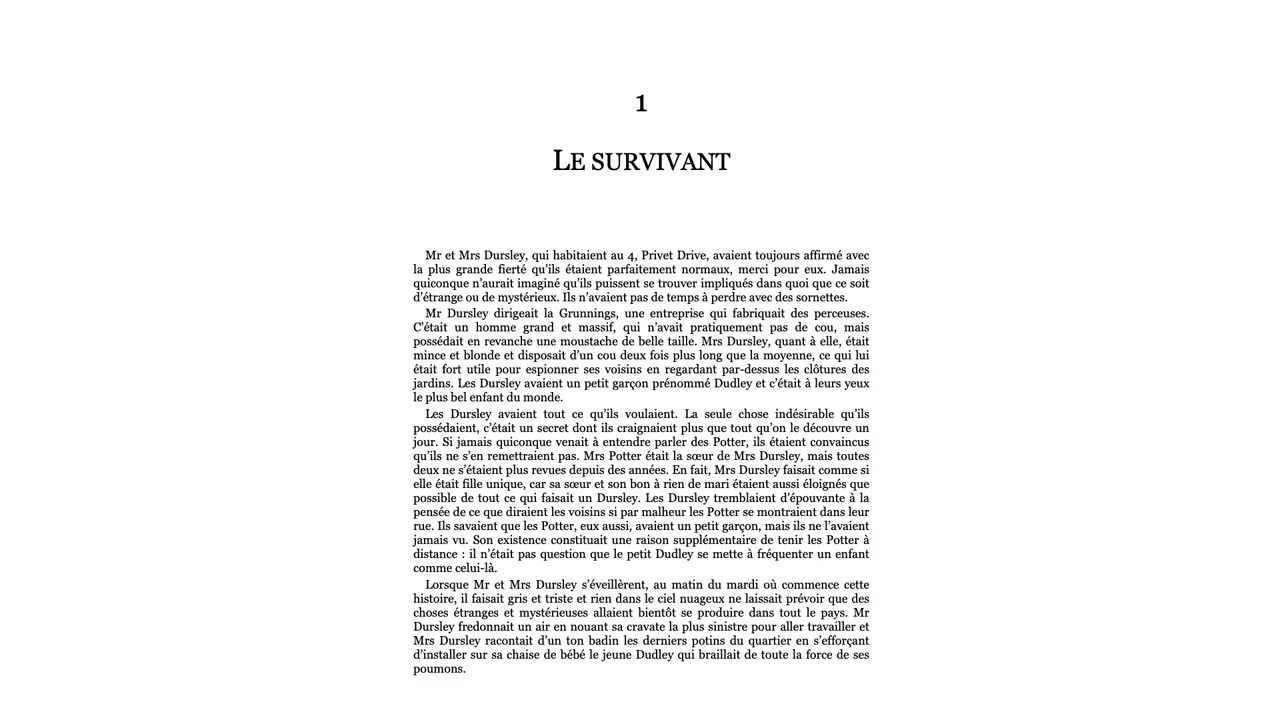 1
LE SURVIVANT
Mr et Mrs Dursley, qui habitaient au 4, Privet Drive, avaient toujours affirmé avec
la plus grande fierté qu’ils étaient parfaitement normaux, merci pour eux. Jamais
quiconque n’aurait imaginé qu’ils puissent se trouver impliqués dans quoi que ce soit
d’étrange ou de mystérieux. Ils n’avaient pas de temps à perdre avec des sornettes.
Mr Dursley dirigeait la Grunnings, une entreprise qui fabriquait des perceuses.
C’était un homme grand et massif, qui n’avait pratiquement pas de cou, mais
possédait en revanche une moustache de belle taille. Mrs Dursley, quant à elle, était
mince et blonde et disposait d’un cou deux fois plus long que la moyenne, ce qui lui
était fort utile pour espionner ses voisins en regardant par-dessus les clôtures des
jardins. Les Dursley avaient un petit garçon prénommé Dudley et c’était à leurs yeux
le plus bel enfant du monde.
Les Dursley avaient tout ce qu’ils voulaient. La seule chose indésirable qu’ils
possédaient, c’était un secret dont ils craignaient plus que tout qu’on le découvre un
jour. Si jamais quiconque venait à entendre parler des Potter, ils étaient convaincus
qu’ils ne s’en remettraient pas. Mrs Potter était la sœur de Mrs Dursley, mais toutes
deux ne s’étaient plus revues depuis des années. En fait, Mrs Dursley faisait comme si
elle était fille unique, car sa sœur et son bon à rien de mari étaient aussi éloignés que
possible de tout ce qui faisait un Dursley. Les Dursley tremblaient d’épouvante à la
pensée de ce que diraient les voisins si par malheur les Potter se montraient dans leur
rue. Ils savaient que les Potter, eux aussi, avaient un petit garçon, mais ils ne l’avaient
jamais vu. Son existence constituait une raison supplémentaire de tenir les Potter à
distance : il n’était pas question que le petit Dudley se mette à fréquenter un enfant
comme celui-là.
Lorsque Mr et Mrs Dursley s’éveillèrent, au matin du mardi où commence cette
histoire, il faisait gris et triste et rien dans le ciel nuageux ne laissait prévoir que des
choses étranges et mystérieuses allaient bientôt se produire dans tout le pays. Mr
Dursley fredonnait un air en nouant sa cravate la plus sinistre pour aller travailler et
Mrs Dursley racontait d’un ton badin les derniers potins du quartier en s’efforçant
d’installer sur sa chaise de bébé le jeune Dudley qui braillait de toute la force de ses
poumons.